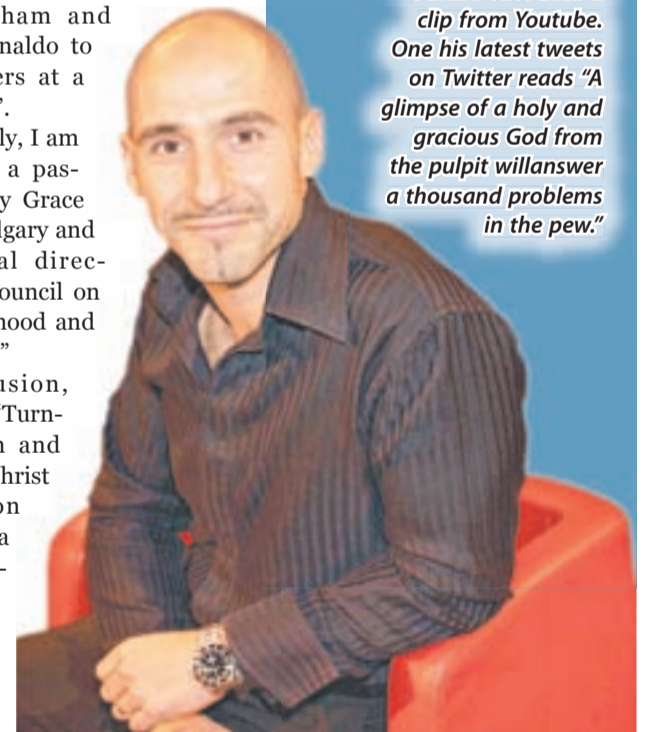 ham and
naldo to
ers at a
’.
ly, I am
a pas-
y Grace
lgary and
al direc-
ouncil on
hood and
”
usion,
‘Turn-
n and
hrist
on
a
-
clip from Youtube.
One his latest tweets
on Twitter reads “A
glimpse of a holy and
gracious God from
the pulpit willanswer
a thousand problems
in the pew.”